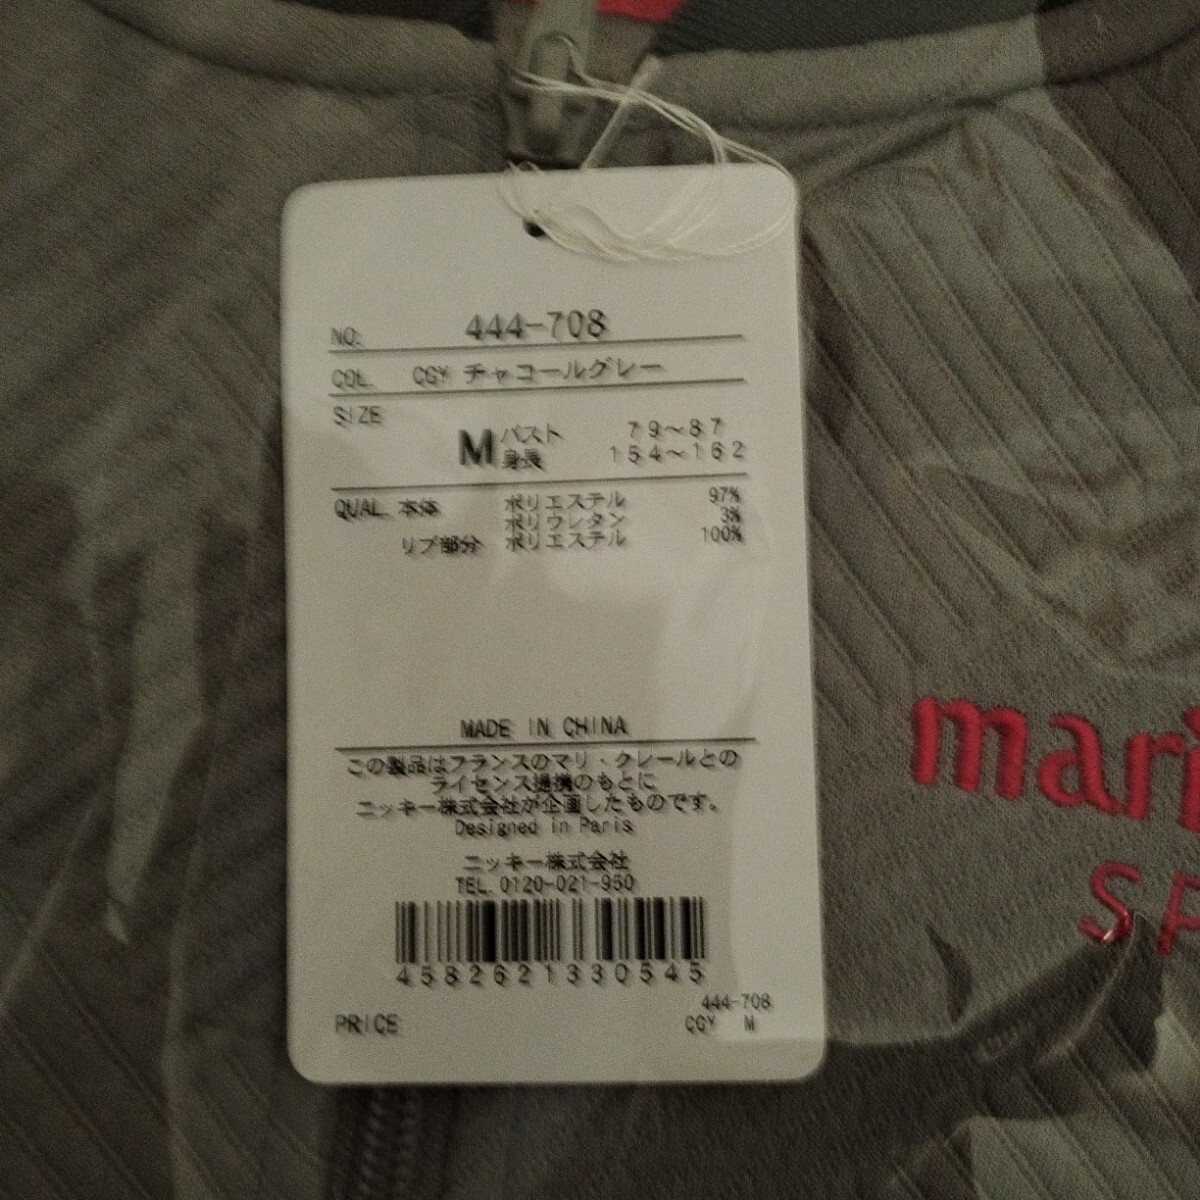 NO. 444-708
COL. CGY チャコールグレー
SIZE
M バスト 79〜87
身長 154〜162
QUAL. 本体 ポリエステル 97%
ポリウレタン 3%
リブ部分 ポリエステル 100%
MADE IN CHINA
この製品はフランスのマリ・クレールとの
ライセンス提携のもとに
ニッキー株式会社が企画したものです。
Designed in Paris
ニッキー株式会社
TEL. 0120-021-950
4582621330545
444-708
PRICE CGY M
mari
SP